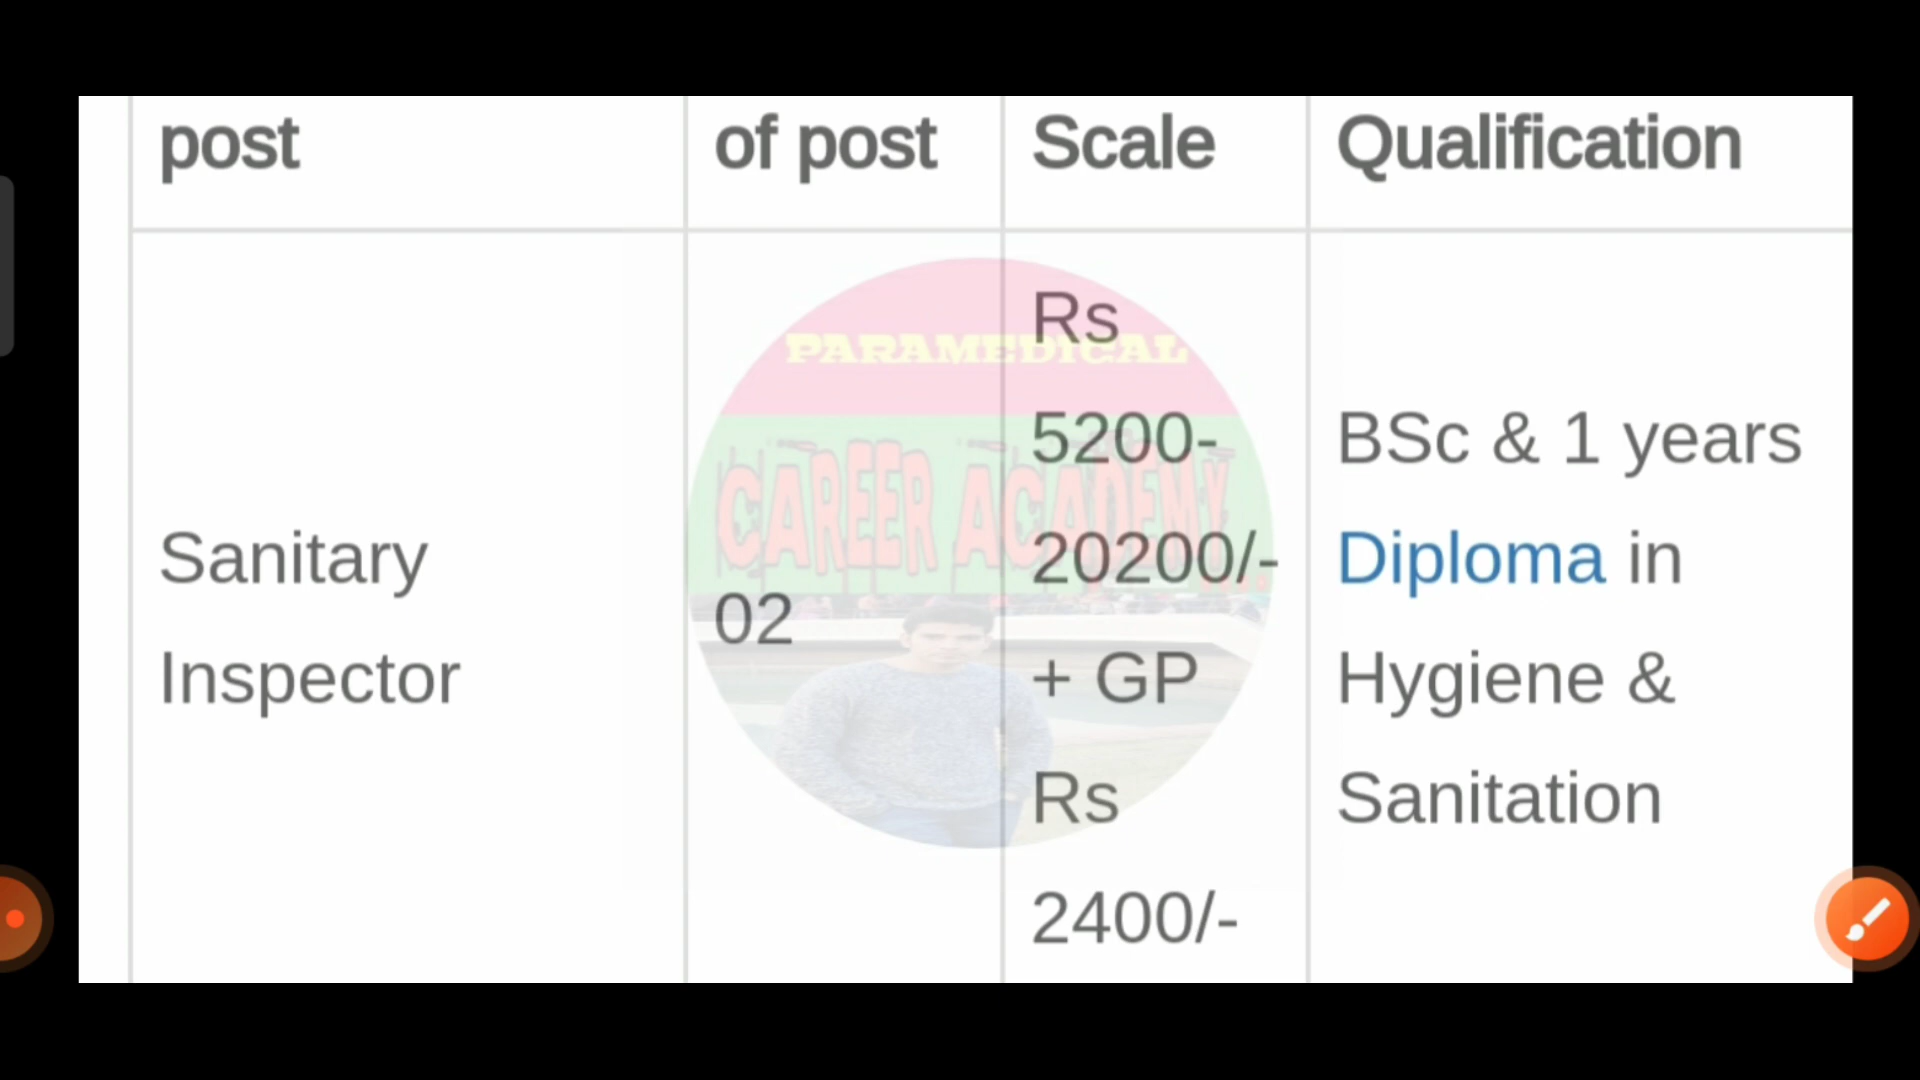 post
of post
Scale
Qualification
Sanitary
Inspector
02
Rs
5200-
20200/-
+ GP
Rs
2400/-
BSc & 1 years
Diploma in
Hygiene &
Sanitation
PARAMEDICAL
CAREER ACADEMY